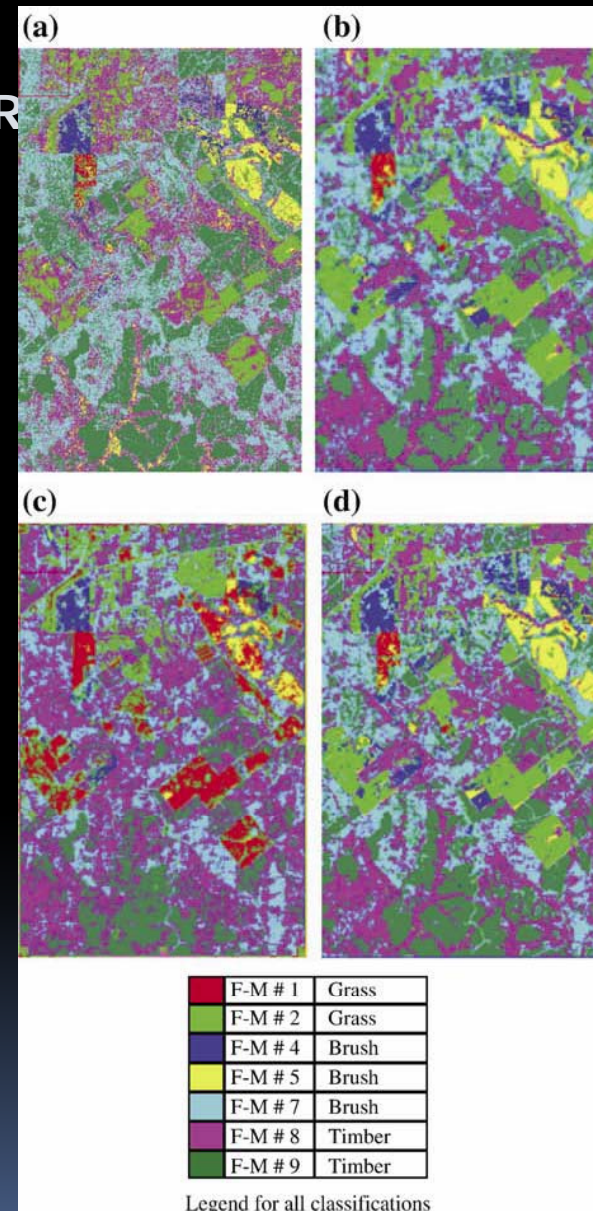 (a) (b)
R
(c) (d)
F-M # 1 Grass
F-M # 2 Grass
F-M # 4 Brush
F-M # 5 Brush
F-M # 7 Brush
F-M # 8 Timber
F-M # 9 Timber
Legend for all classifications